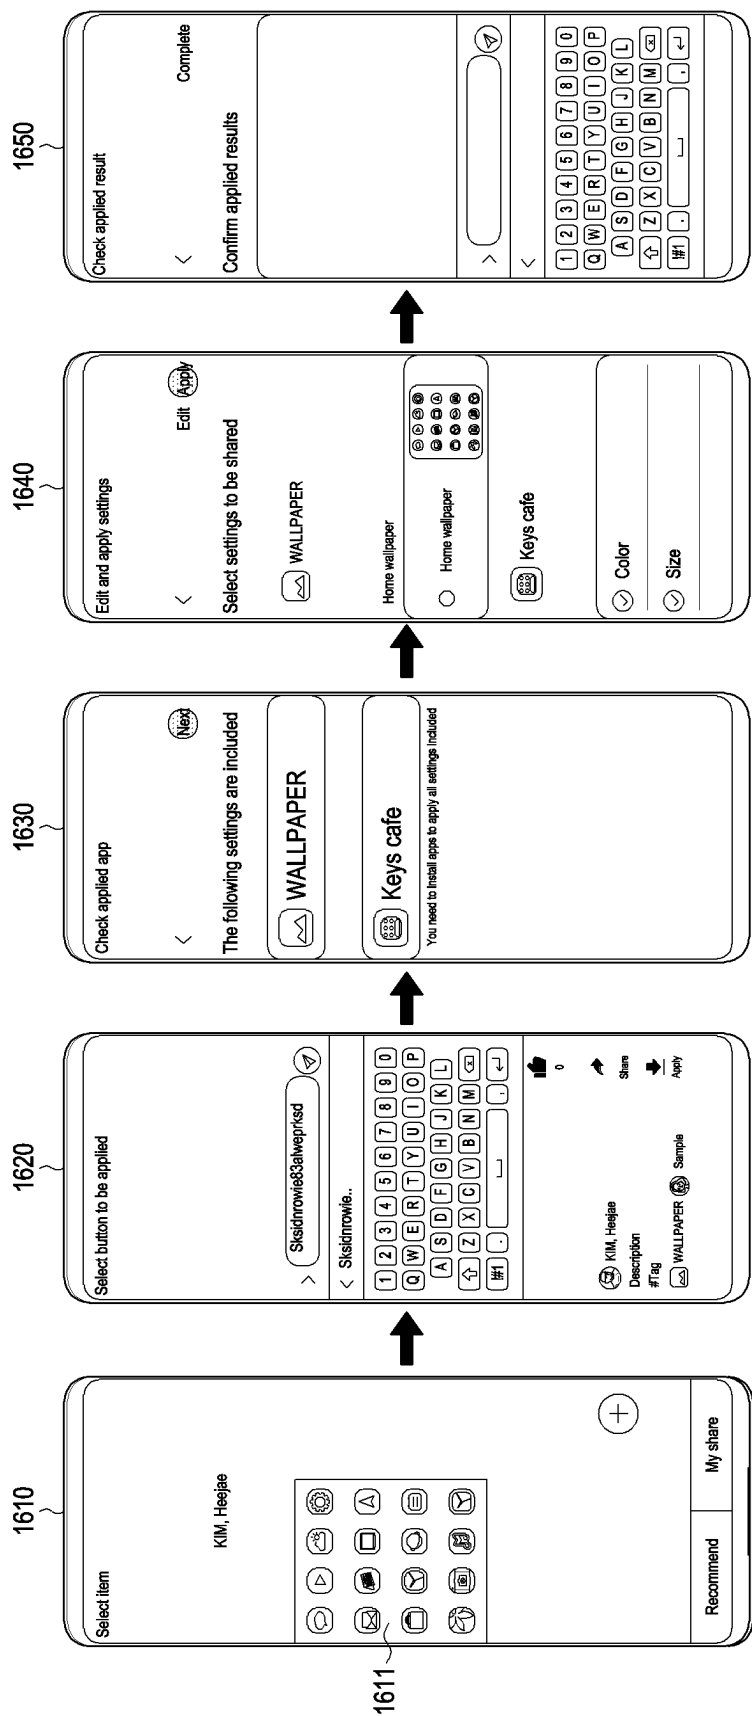 1610
Select item
KIM, Heejae
1611
Recommend
My share
1620
Select button to be applied
Sksidnrowie83alweprksd
Sksidnrowie..
1 2 3 4 5 6 7 8 9 0
Q W E R T Y U I O P
A S D F G H J K L
Z X C V B N M
!#1 . ,
KIM, Heejae
Description
#Tag
WALLPAPER Sample
0
Share
Apply
1630
Check applied app
Next
The following settings are included
WALLPAPER
Keys cafe
You need to install apps to apply all settings included
1640
Edit and apply settings
Edit Apply
Select settings to be shared
WALLPAPER
Home wallpaper
Home wallpaper
Keys cafe
Color
Size
1650
Check applied result
Complete
Confirm applied results
1 2 3 4 5 6 7 8 9 0
Q W E R T Y U I O P
A S D F G H J K L
Z X C V B N M
!#1 . ,